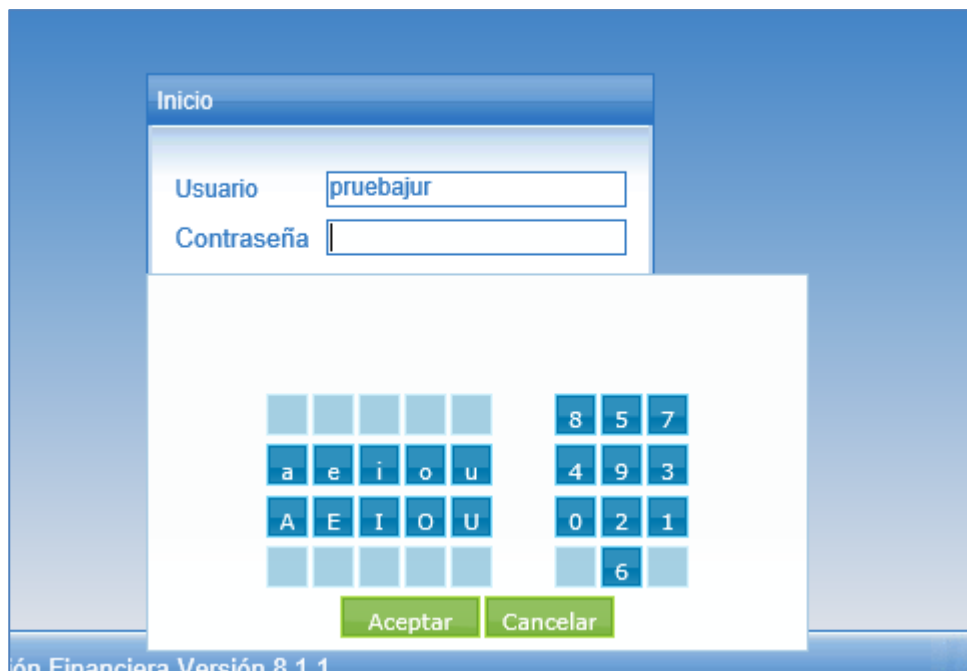 Inicio
Usuario pruebajur
Contraseña
8 5 7
a e i o u 4 9 3
A E I O U 0 2 1
6
Aceptar Cancelar
Financiera Versión 8.1.1